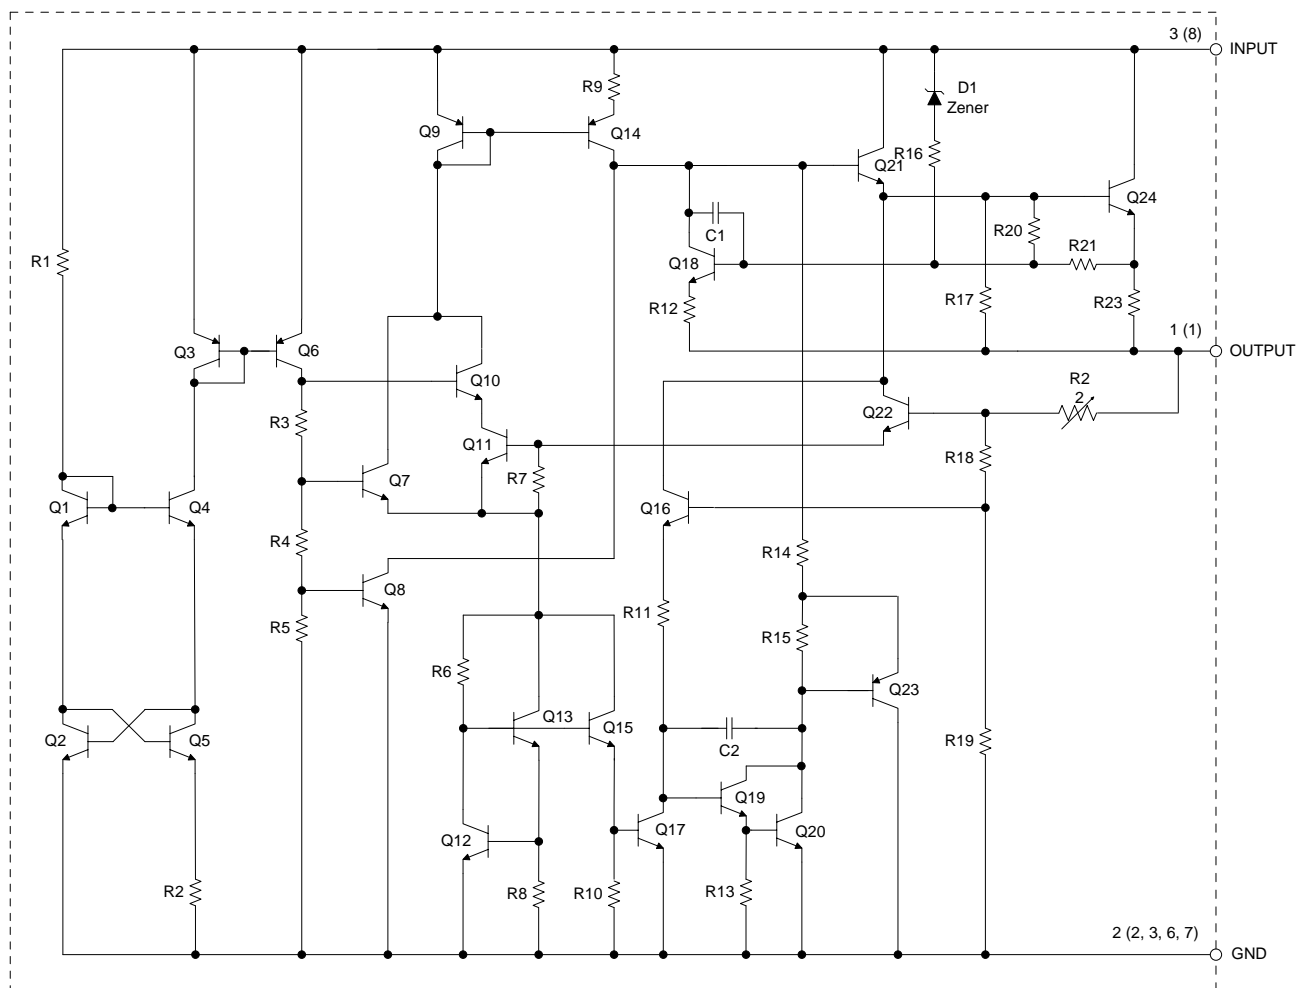 3 (8)
INPUT
R9
D1
Zener
Q9
Q14
Q21
R16
Q24
R20
C1
R21
R1
Q18
R17
R23
R12
1 (1)
OUTPUT
Q3
Q6
Q10
R2
2
Q22
R3
Q11
R18
R7
Q7
Q1
Q4
Q16
R4
R14
Q8
R11
R5
R15
R6
Q23
Q13
Q15
Q2
Q5
C2
R19
Q19
Q12
Q17
Q20
R2
R8
R10
R13
2 (2, 3, 6, 7)
GND